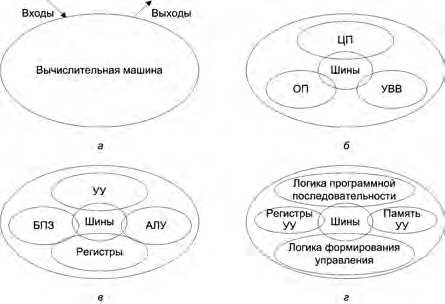 Входы
Выходы
Вычислительная машина
а
ЦП
Шины
ОП
УВВ
б
УУ
БПЗ
Шины
АЛУ
Регистры
в
Логика программной
последовательности
Регистры
УУ
Шины
Память
УУ
Логика формирования
управления
г